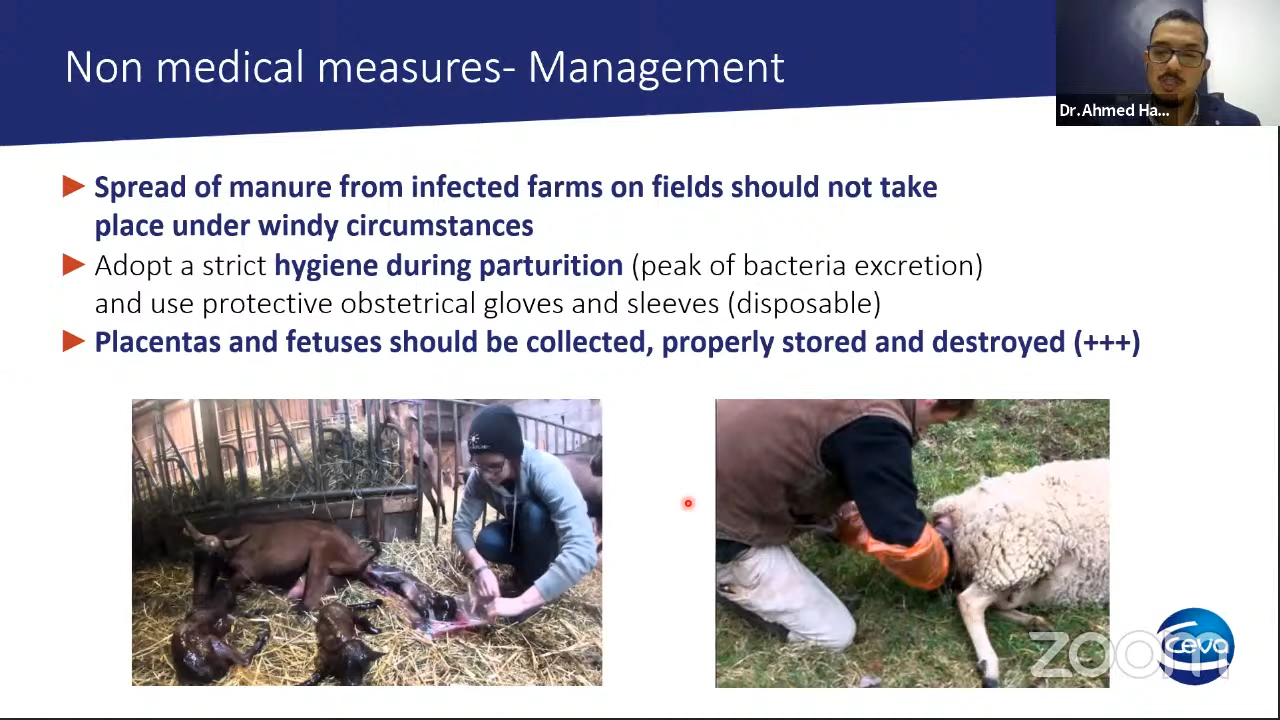 Non medical measures- Management
Dr.Ahmed Ha...
Spread of manure from infected farms on fields should not take
place under windy circumstances
Adopt a strict hygiene during parturition (peak of bacteria excretion)
and use protective obstetrical gloves and sleeves (disposable)
Placentas and fetuses should be collected, properly stored and destroyed (+++)
zoom
Ceva